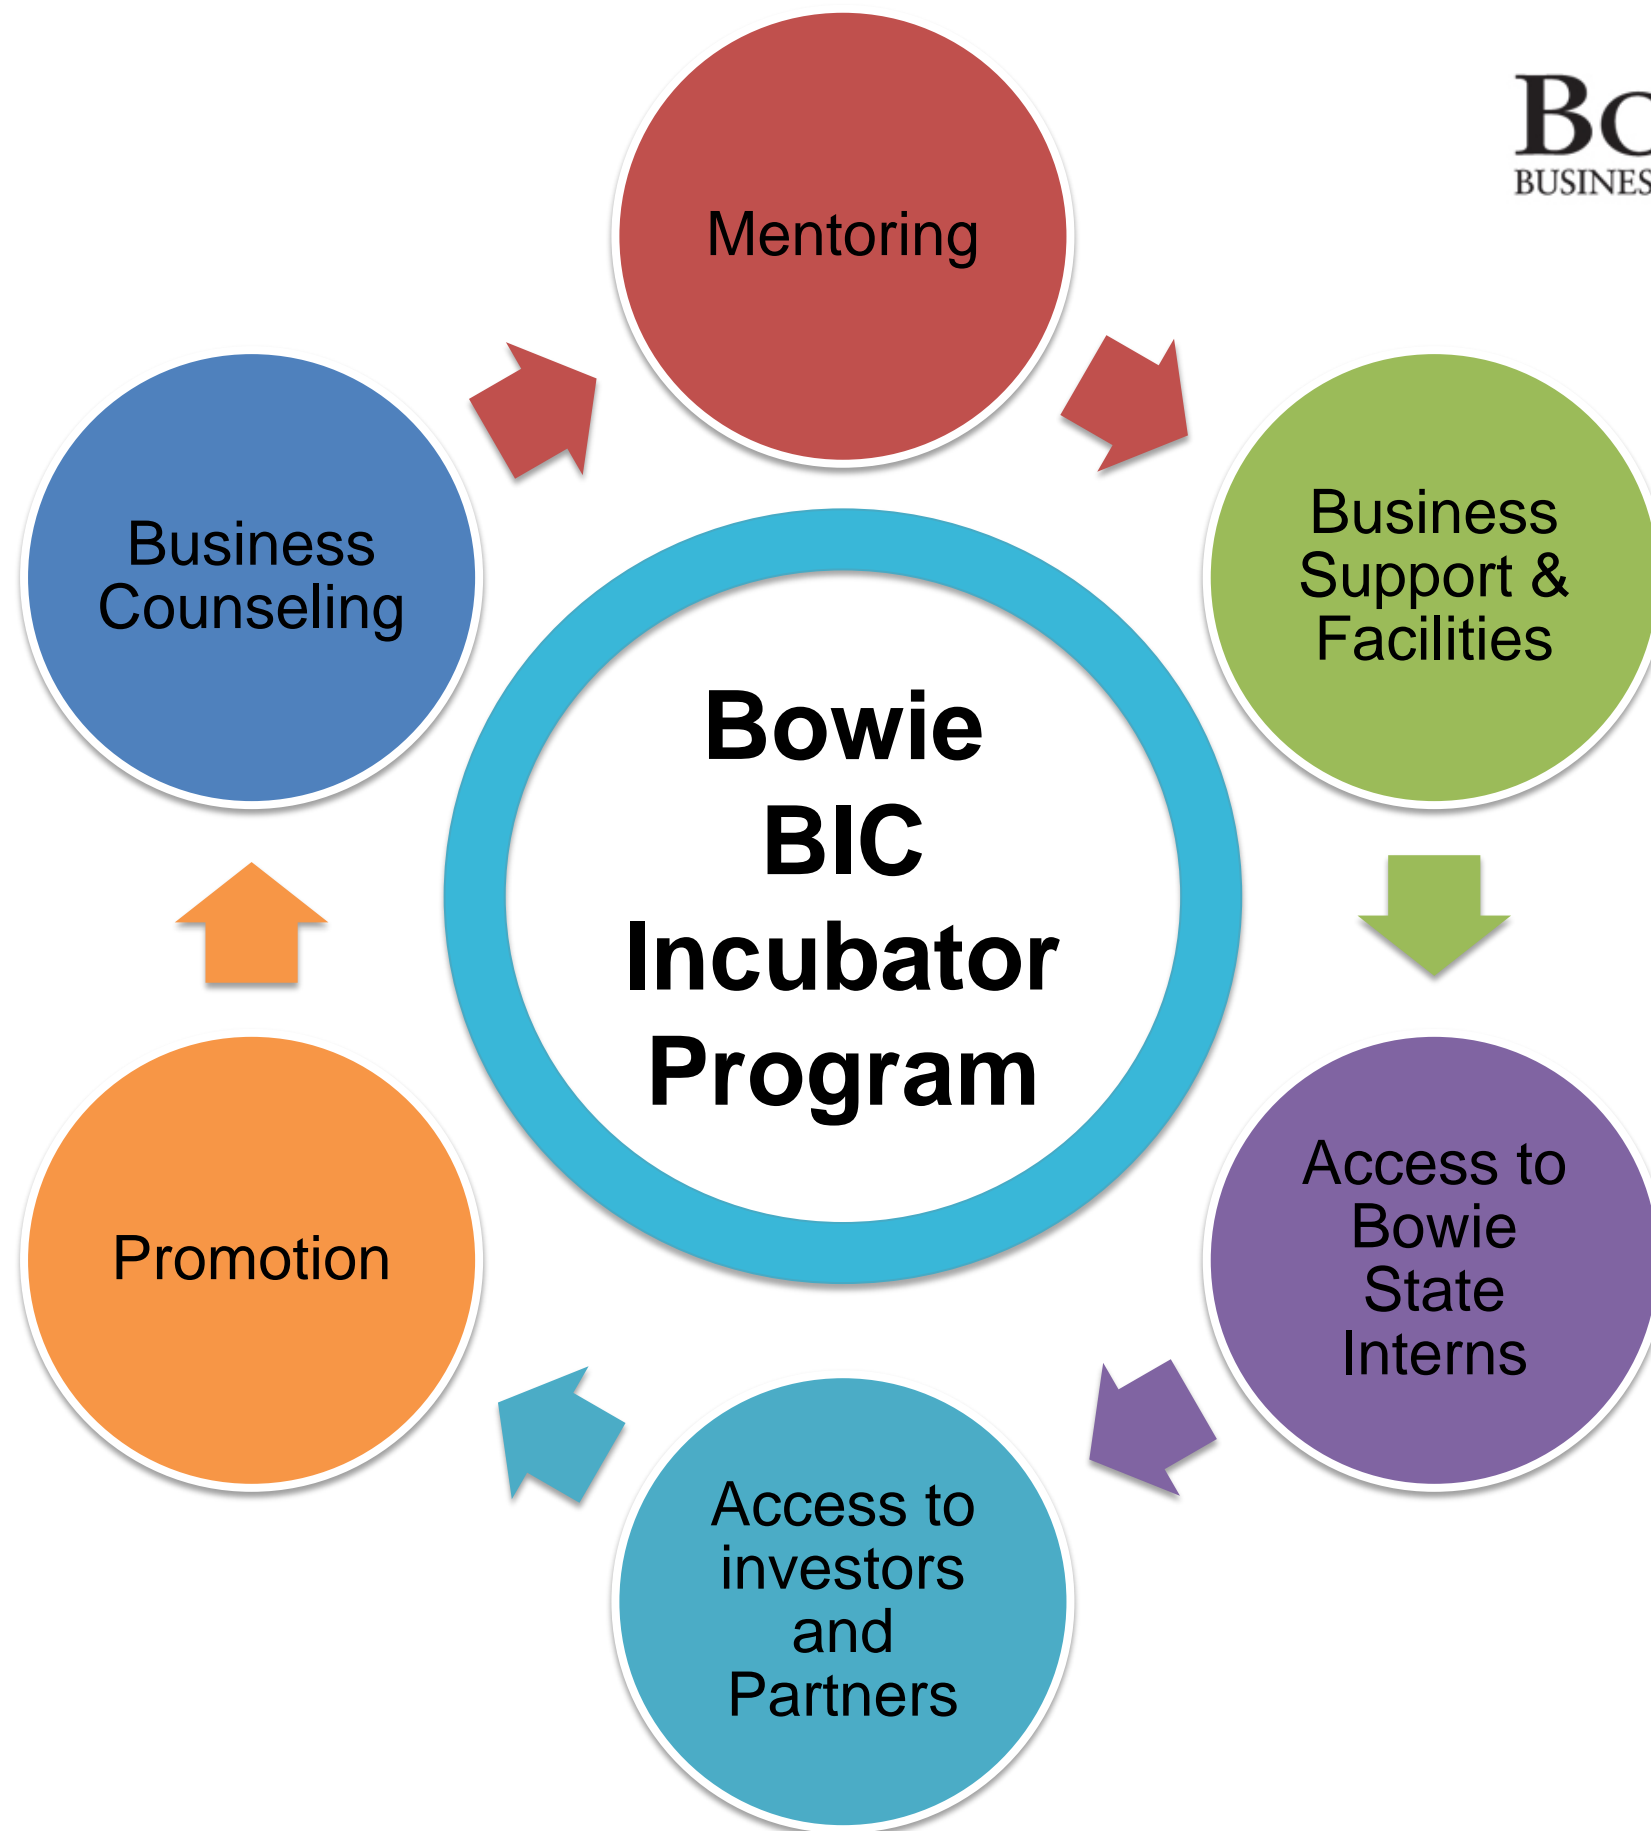 Mentoring
Business
Support &
Facilities
Access to
Bowie
State
Interns
Access to
investors
and
Partners
Promotion
Business
Counseling
Bowie
BIC
Incubator
Program